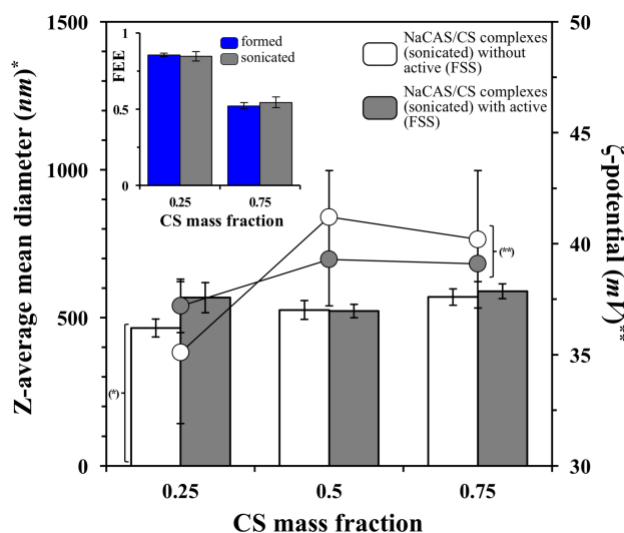 1500
1000
500
0
Z-average mean diameter (nm)*
1
0.5
0
FEE
formed
sonicated
0.25
0.75
CS mass fraction
NaCAS/CS complexes
(sonicated) without
active (FSS)
NaCAS/CS complexes
(sonicated) with active
(FSS)
50
45
40
35
30
ζ-potential (mV)**
(*)
(**)
0.25
0.5
0.75
CS mass fraction